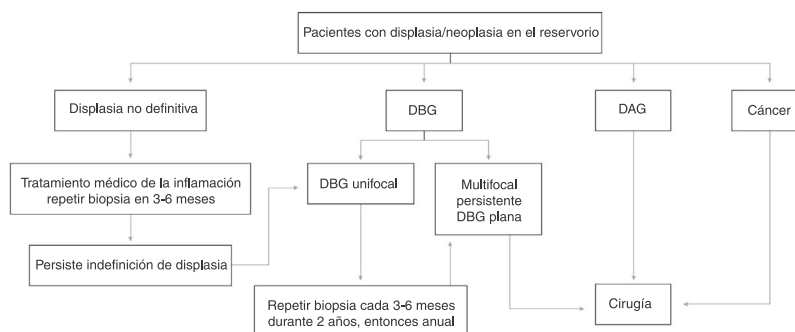 Pacientes con displasia/neoplasia en el reservorio
Displasia no definitiva
DBG
DAG
Cáncer
Tratamiento médico de la inflamación
repetir biopsia en 3-6 meses
DBG unifocal
Multifocal
persistente
DBG plana
Persiste indefinición de displasia
Repetir biopsia cada 3-6 meses
durante 2 años, entonces anual
Cirugía